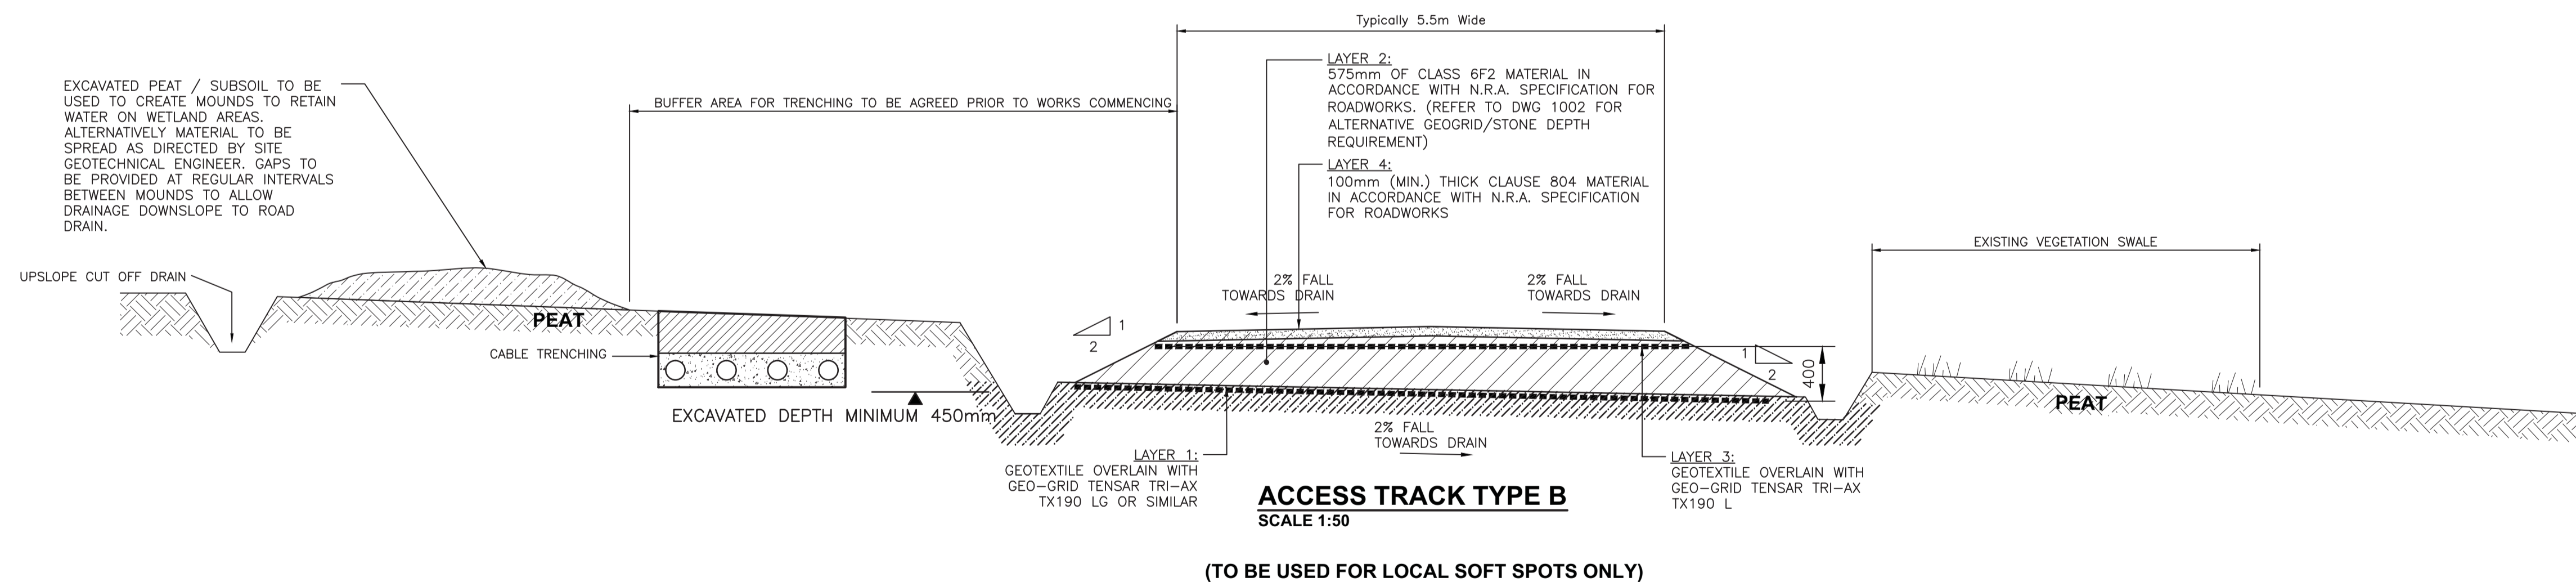 Typically 5.5m Wide
LAYER 2:
575mm OF CLASS 6F2 MATERIAL IN
ACCORDANCE WITH N.R.A. SPECIFICATION FOR
ROADWORKS. (REFER TO DWG 1002 FOR
ALTERNATIVE GEOGRID/STONE DEPTH
REQUIREMENT)
LAYER 4:
100mm (MIN.) THICK CLAUSE 804 MATERIAL
IN ACCORDANCE WITH N.R.A. SPECIFICATION
FOR ROADWORKS
EXCAVATED PEAT / SUBSOIL TO BE
USED TO CREATE MOUNDS TO RETAIN
WATER ON WETLAND AREAS.
ALTERNATIVELY MATERIAL TO BE
SPREAD AS DIRECTED BY SITE
GEOTECHNICAL ENGINEER. GAPS TO
BE PROVIDED AT REGULAR INTERVALS
BETWEEN MOUNDS TO ALLOW
DRAINAGE DOWNSLOPE TO ROAD
DRAIN.
BUFFER AREA FOR TRENCHING TO BE AGREED PRIOR TO WORKS COMMENCING
EXISTING VEGETATION SWALE
UPSLOPE CUT OFF DRAIN
2% FALL
TOWARDS DRAIN
2% FALL
TOWARDS DRAIN
PEAT
1
2
CABLE TRENCHING
1
2
400
EXCAVATED DEPTH MINIMUM 450mm
PEAT
2% FALL
TOWARDS DRAIN
LAYER 1:
GEOTEXTILE OVERLAIN WITH
GEO-GRID TENSAR TRI-AX
TX190 LG OR SIMILAR
LAYER 3:
GEOTEXTILE OVERLAIN WITH
GEO-GRID TENSAR TRI-AX
TX190 L
ACCESS TRACK TYPE B
SCALE 1:50
(TO BE USED FOR LOCAL SOFT SPOTS ONLY)